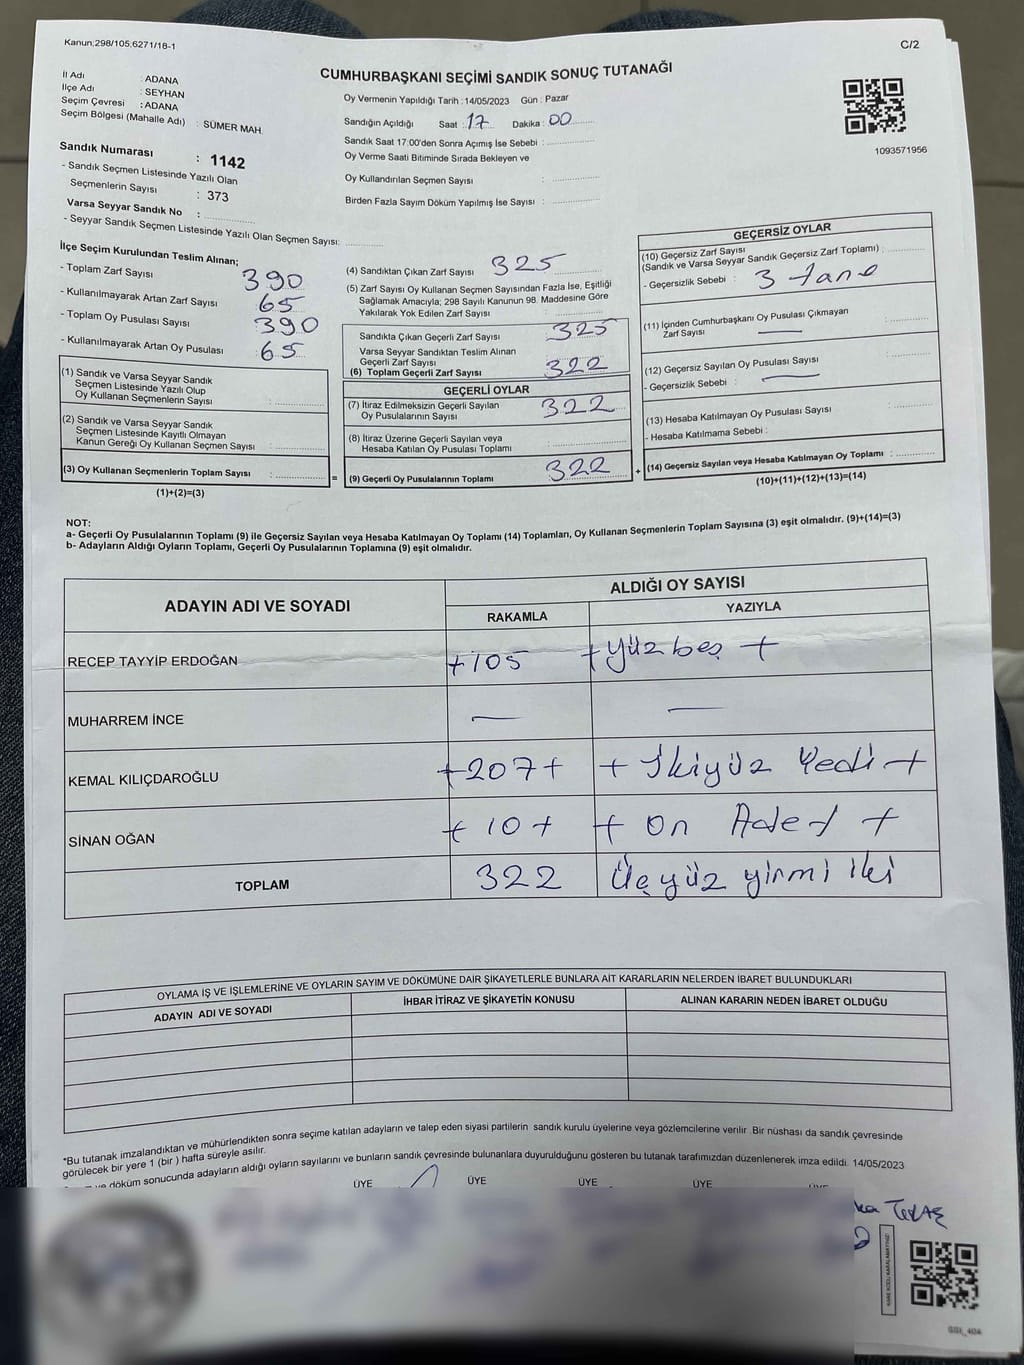 Kanun;298/105;6271/18-1
C/2
CUMHURBAŞKANI SEÇİMİ SANDIK SONUÇ TUTANAĞI
İl Adı : ADANA
İlçe Adı : SEYHAN
Seçim Çevresi : ADANA
Seçim Bölgesi (Mahalle Adı) : SÜMER MAH.
Oy Vermenin Yapıldığı Tarih :14/05/2023 Gün : Pazar
Sandığın Açıldığı Saat : 17 Dakika : 00
Sandık Saat 17:00'den Sonra Açımış İse Sebebi :
Oy Verme Saati Bitiminde Sırada Bekleyen ve
Oy Kullandırılan Seçmen Sayısı :
Birden Fazla Sayım Döküm Yapılmış İse Sayısı :
1093571956
Sandık Numarası : 1142
- Sandık Seçmen Listesinde Yazılı Olan
Seçmenlerin Sayısı : 373
Varsa Seyyar Sandık No :
- Seyyar Sandık Seçmen Listesinde Yazılı Olan Seçmen Sayısı:
İlçe Seçim Kurulundan Teslim Alınan;
- Toplam Zarf Sayısı 390
- Kullanılmayarak Artan Zarf Sayısı 65
- Toplam Oy Pusulası Sayısı 390
- Kullanılmayarak Artan Oy Pusulası 65
(1) Sandık ve Varsa Seyyar Sandık
Seçmen Listesinde Yazılı Olup
Oy Kullanan Seçmenlerin Sayısı :
(2) Sandık ve Varsa Seyyar Sandık
Seçmen Listesinde Kayıtlı Olmayan
Kanun Gereği Oy Kullanan Seçmen Sayısı :
(3) Oy Kullanan Seçmenlerin Toplam Sayısı :
(1)+(2)=(3)
=
(4) Sandıktan Çıkan Zarf Sayısı : 325
(5) Zarf Sayısı Oy Kullanan Seçmen Sayısından Fazla İse, Eşitliği
Sağlamak Amacıyla; 298 Sayılı Kanunun 98. Maddesine Göre
Yakılarak Yok Edilen Zarf Sayısı :
Sandıkta Çıkan Geçerli Zarf Sayısı : 325
Varsa Seyyar Sandıktan Teslim Alınan
Geçerli Zarf Sayısı
(6) Toplam Geçerli Zarf Sayısı : 322
GEÇERLİ OYLAR
(7) İtiraz Edilmeksizin Geçerli Sayılan
Oy Pusulalarının Sayısı : 322
(8) İtiraz Üzerine Geçerli Sayılan veya
Hesaba Katılan Oy Pusulası Toplamı :
(9) Geçerli Oy Pusulalarının Toplamı : 322
+
GEÇERSİZ OYLAR
(10) Geçersiz Zarf Sayısı
(Sandık ve Varsa Seyyar Sandık Geçersiz Zarf Toplamı) :
- Geçersizlik Sebebi : 3 tane
(11) İçinden Cumhurbaşkanı Oy Pusulası Çıkmayan
Zarf Sayısı : —
(12) Geçersiz Sayılan Oy Pusulası Sayısı :
- Geçersizlik Sebebi : —
(13) Hesaba Katılmayan Oy Pusulası Sayısı :
- Hesaba Katılmama Sebebi :
(14) Geçersiz Sayılan veya Hesaba Katılmayan Oy Toplamı :
(10)+(11)+(12)+(13)=(14)
NOT:
a- Geçerli Oy Pusulalarının Toplamı (9) ile Geçersiz Sayılan veya Hesaba Katılmayan Oy Toplamı (14) Toplamları, Oy Kullanan Seçmenlerin Toplam Sayısına (3) eşit olmalıdır. (9)+(14)=(3)
b- Adayların Aldığı Oyların Toplamı, Geçerli Oy Pusulalarının Toplamına (9) eşit olmalıdır.
ADAYIN ADI VE SOYADI
ALDIĞI OY SAYISI
RAKAMLA YAZIYLA
RECEP TAYYİP ERDOĞAN +105 + yüzbeş +
MUHARREM İNCE — —
KEMAL KILIÇDAROĞLU +207+ + İkiyüz Yedi +
SİNAN OĞAN + 10 + + On Adet +
TOPLAM 322 Üçyüz yirmi iki
OYLAMA İŞ VE İŞLEMLERİNE VE OYLARIN SAYIM VE DÖKÜMÜNE DAİR ŞİKAYETLERLE BUNLARA AİT KARARLARIN NELERDEN İBARET BULUNDUKLARI
ADAYIN ADI VE SOYADI İHBAR İTİRAZ VE ŞİKAYETİN KONUSU ALINAN KARARIN NEDEN İBARET OLDUĞU
*Bu tutanak imzalandıktan ve mühürlendikten sonra seçime katılan adayların ve talep eden siyasi partilerin sandık kurulu üyelerine veya gözlemcilerine verilir .Bir nüshası da sandık çevresinde
görülecek bir yere 1 (bir ) hafta süreyle asılır.
ve döküm sonucunda adayların aldığı oyların sayılarını ve bunların sandık çevresinde bulunanlara duyurulduğunu gösteren bu tutanak tarafımızdan düzenlenerek imza edildi. 14/05/2023
ÜYE ÜYE ÜYE ÜYE